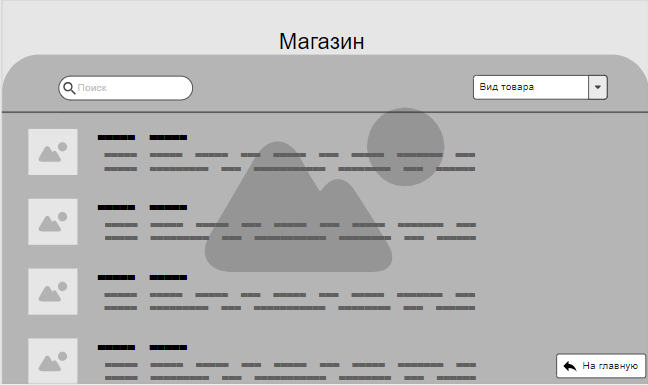 Магазин
Поиск
Вид товара
На главную